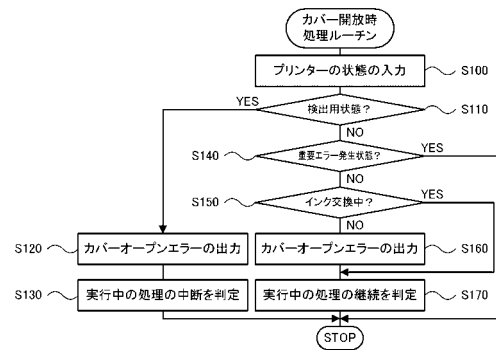 カバー開放時
処理ルーチン
プリンターの状態の入力
S100
YES
検出用状態？
S110
NO
S140
重要エラー発生状態？
YES
NO
S150
インク交換中？
YES
NO
S120
カバーオープンエラーの出力
カバーオープンエラーの出力
S160
S130
実行中の処理の中断を判定
実行中の処理の継続を判定
S170
STOP